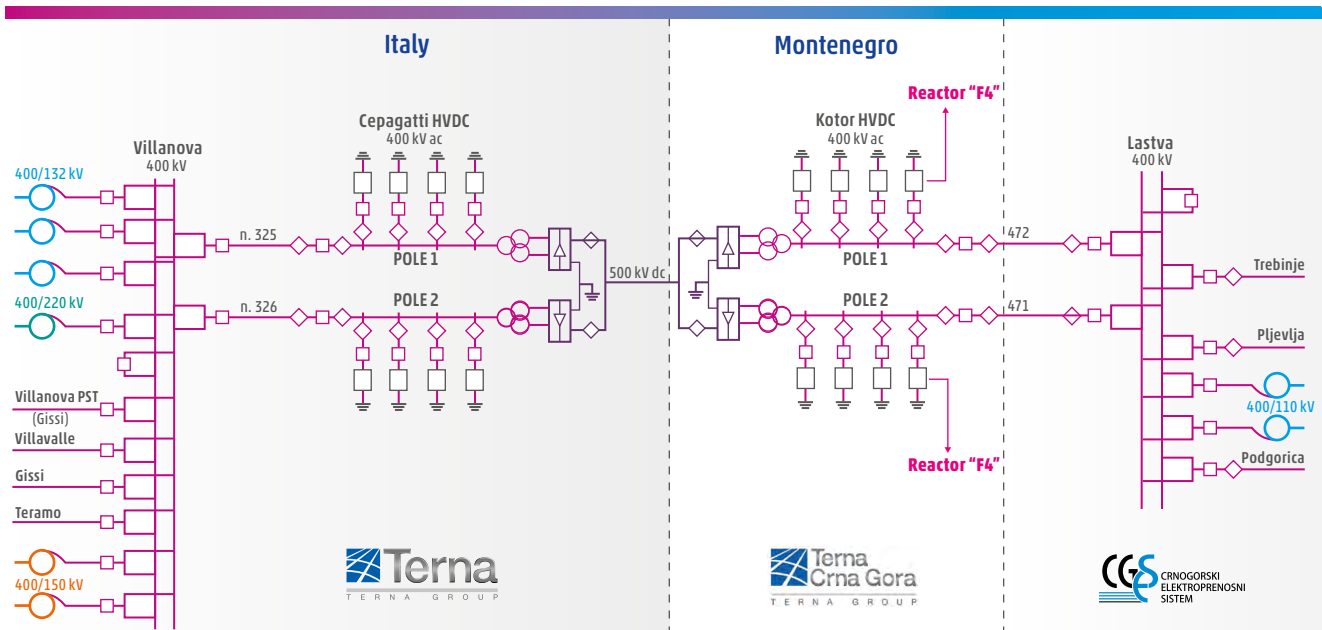 Italy
Montenegro
Reactor "F4"
Cepagatti HVDC
400 kV ac
Kotor HVDC
400 kV ac
Villanova
400 kV
Lastva
400 kV
400/132 kV
n. 325
472
POLE 1
POLE 1
Trebinje
500 kV dc
400/220 kV
n. 326
POLE 2
POLE 2
471
Pljevlja
Villanova PST
(Gissi)
400/110 kV
Villavalle
Podgorica
Reactor "F4"
Gissi
Teramo
400/150 kV
Terna
TERNA GROUP
Terna
Crna Gora
TERNA GROUP
CGES
CRNOGORSKI
ELEKTROPRENOSNI
SISTEM